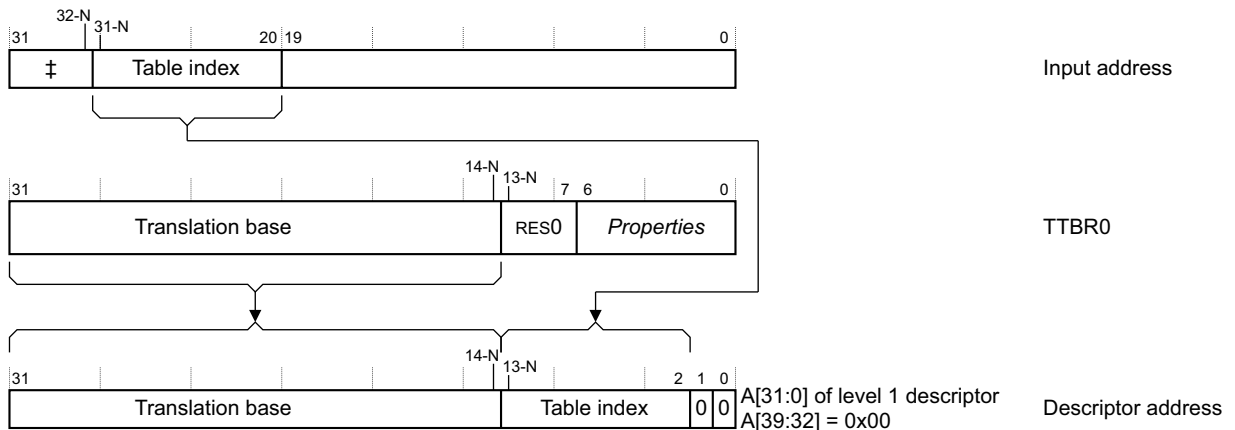 32-N
31 31-N 20 19 0
‡ Table index Input address
14-N
31 13-N 7 6 0
Translation base RES0 Properties TTBR0
14-N
31 13-N 2 1 0
Translation base Table index 0 0 A[31:0] of level 1 descriptor
A[39:32] = 0x00 Descriptor address